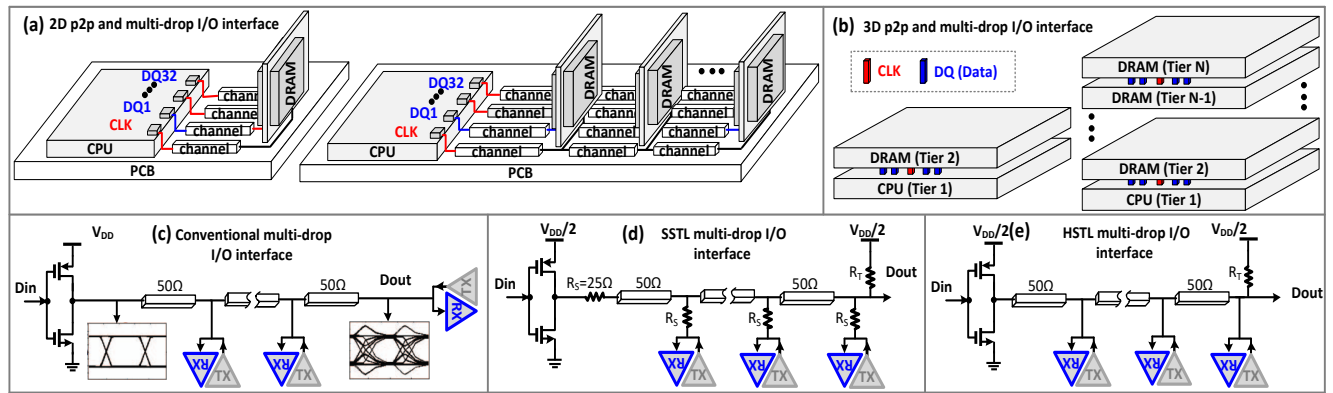 (a) 2D p2p and multi-drop I/O interface
DQ32
DQ1
CLK
channel
channel
channel
channel
DRAM
CPU
PCB
DQ32
DQ1
CLK
channel
channel
channel
channel
channel
channel
channel
channel
channel
channel
channel
channel
DRAM
DRAM
DRAM
CPU
PCB
(b) 3D p2p and multi-drop I/O interface
CLK
DQ (Data)
DRAM (Tier 2)
CPU (Tier 1)
DRAM (Tier N)
DRAM (Tier N-1)
DRAM (Tier 2)
CPU (Tier 1)
(c) Conventional multi-drop
I/O interface
VDD
Din
50Ω
50Ω
Dout
RX
TX
RX
TX
TX
RX
(d) SSTL multi-drop I/O
interface
VDD/2
VDD/2
Din
RS=25Ω
50Ω
50Ω
RT
Dout
RS
RS
RS
RX
TX
RX
TX
RX
TX
(e) HSTL multi-drop I/O
interface
VDD/2
VDD/2
Din
50Ω
50Ω
RT
Dout
RX
TX
RX
TX
RX
TX